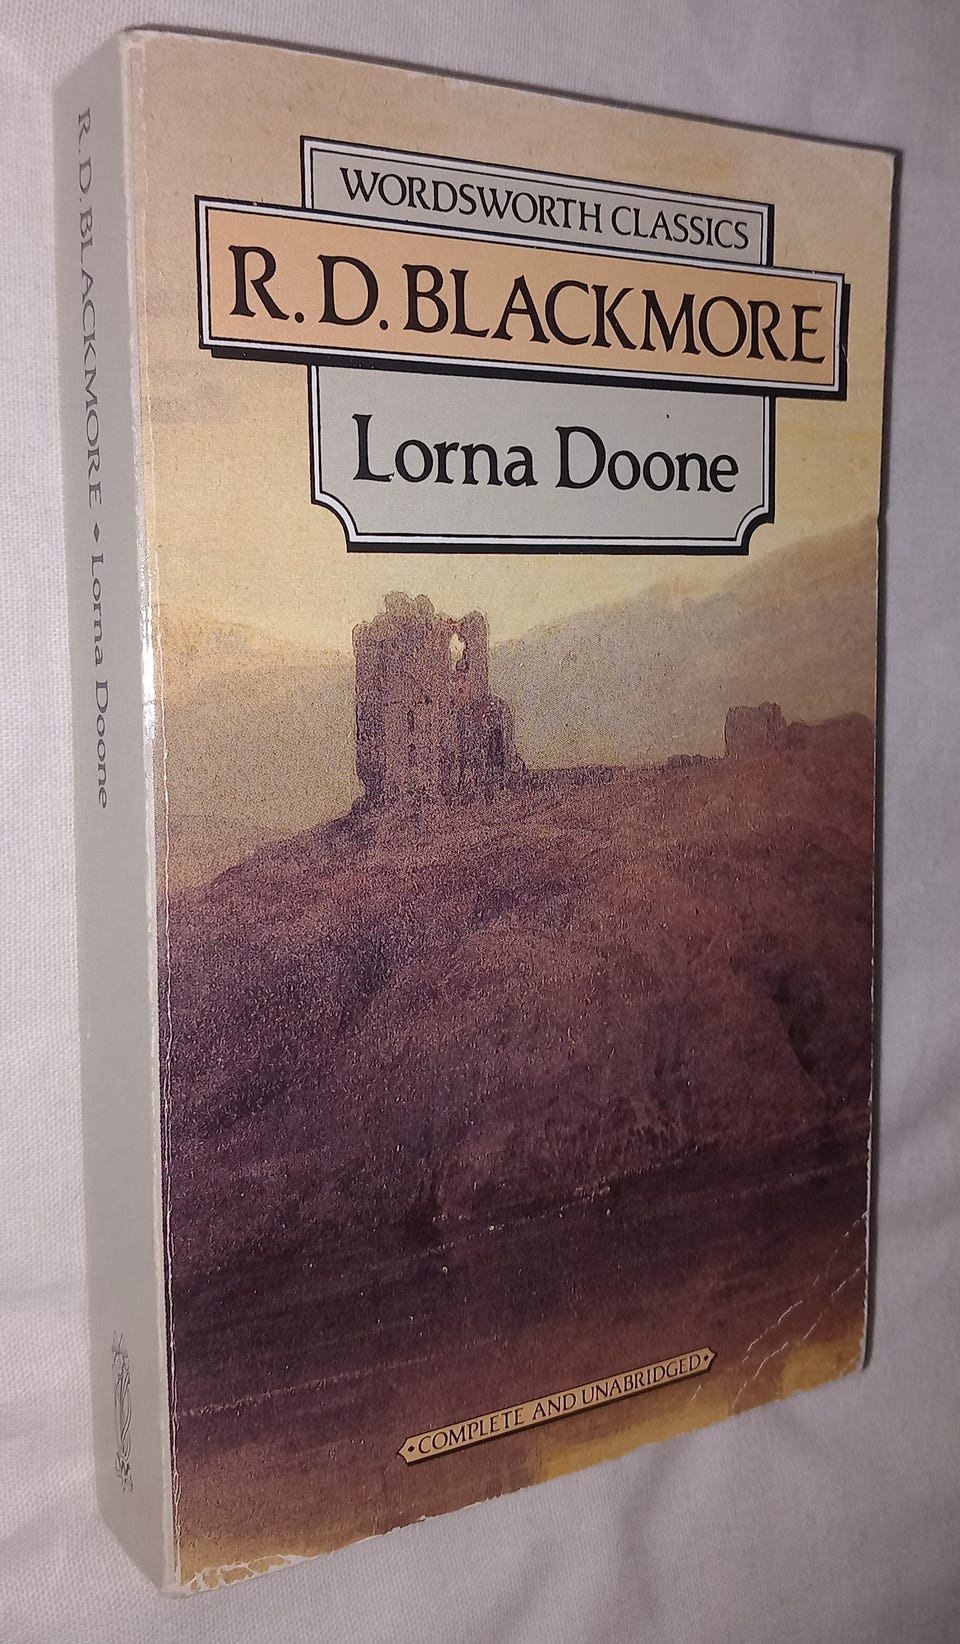 WORDSWORTH CLASSICS
R. D. BLACKMORE
Lorna Doone
COMPLETE AND UNABRIDGED
R. D. BLACKMORE ◆ Lorna Doone